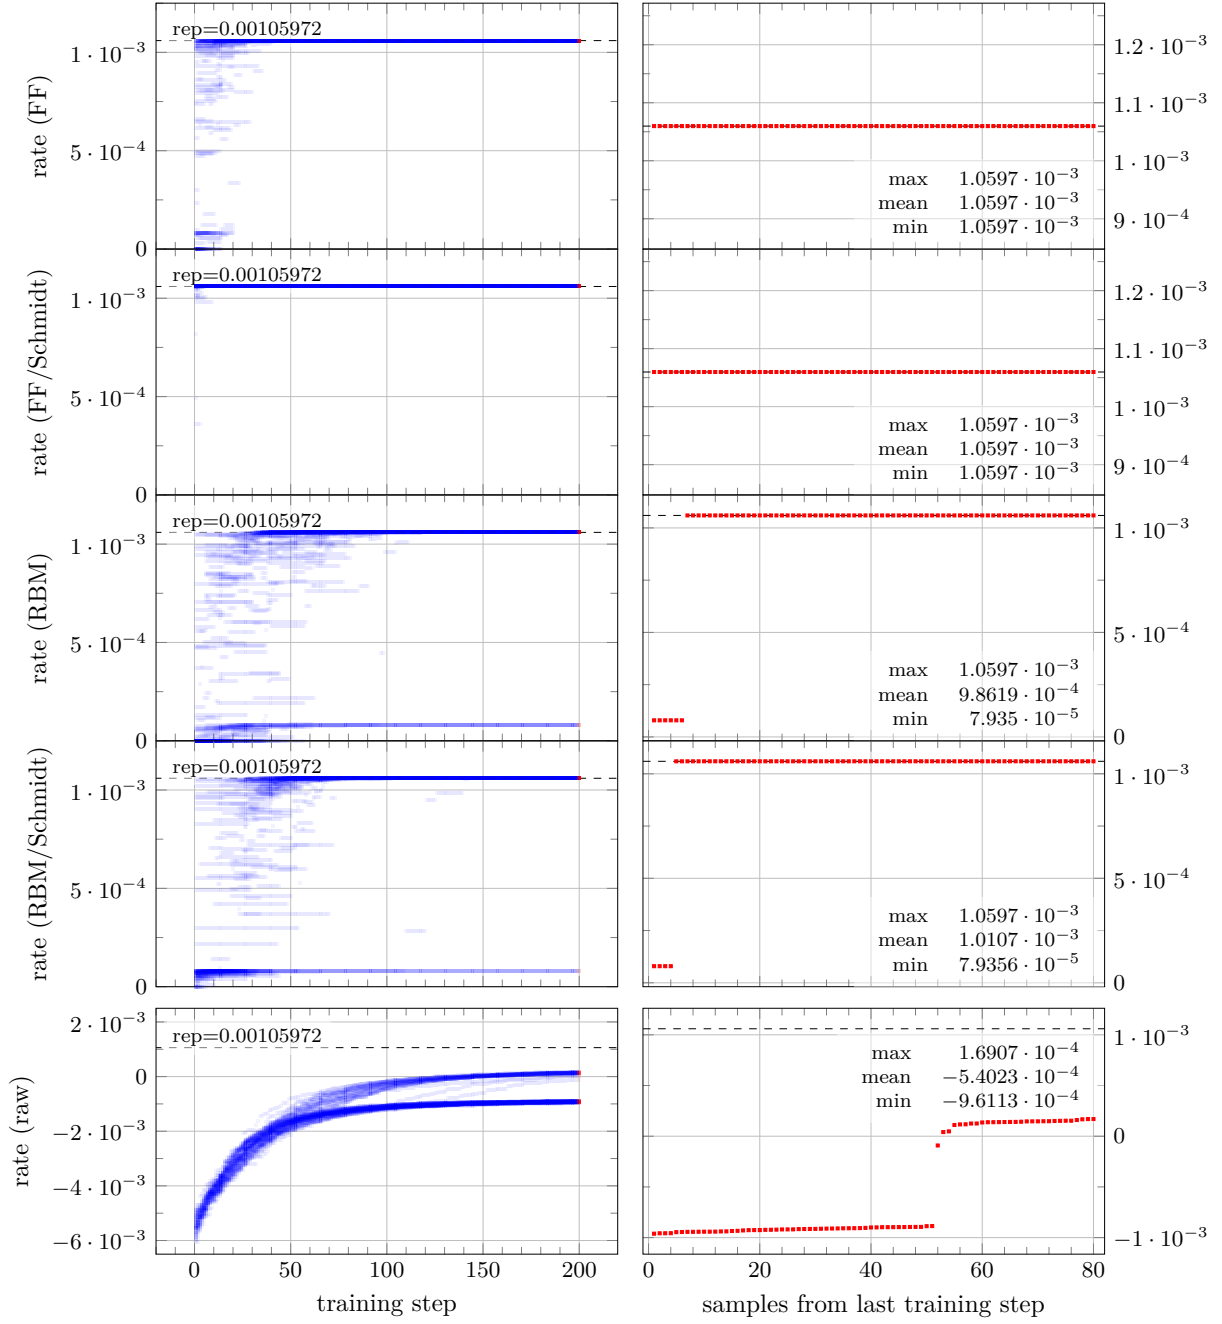 rep=0.00105972
1 · 10⁻³
5 · 10⁻⁴
0
rate (FF)
1.2 · 10⁻³
1.1 · 10⁻³
1 · 10⁻³
9 · 10⁻⁴
max 1.0597 · 10⁻³
mean 1.0597 · 10⁻³
min 1.0597 · 10⁻³
rep=0.00105972
1 · 10⁻³
5 · 10⁻⁴
0
rate (FF/Schmidt)
1.2 · 10⁻³
1.1 · 10⁻³
1 · 10⁻³
9 · 10⁻⁴
max 1.0597 · 10⁻³
mean 1.0597 · 10⁻³
min 1.0597 · 10⁻³
rep=0.00105972
1 · 10⁻³
5 · 10⁻⁴
0
rate (RBM)
1 · 10⁻³
5 · 10⁻⁴
0
max 1.0597 · 10⁻³
mean 9.8619 · 10⁻⁴
min 7.935 · 10⁻⁵
rep=0.00105972
1 · 10⁻³
5 · 10⁻⁴
0
rate (RBM/Schmidt)
1 · 10⁻³
5 · 10⁻⁴
0
max 1.0597 · 10⁻³
mean 1.0107 · 10⁻³
min 7.9356 · 10⁻⁵
rep=0.00105972
2 · 10⁻³
0
−2 · 10⁻³
−4 · 10⁻³
−6 · 10⁻³
rate (raw)
0 50 100 150 200
training step
1 · 10⁻³
0
−1 · 10⁻³
max 1.6907 · 10⁻⁴
mean −5.4023 · 10⁻⁴
min −9.6113 · 10⁻⁴
0 20 40 60 80
samples from last training step